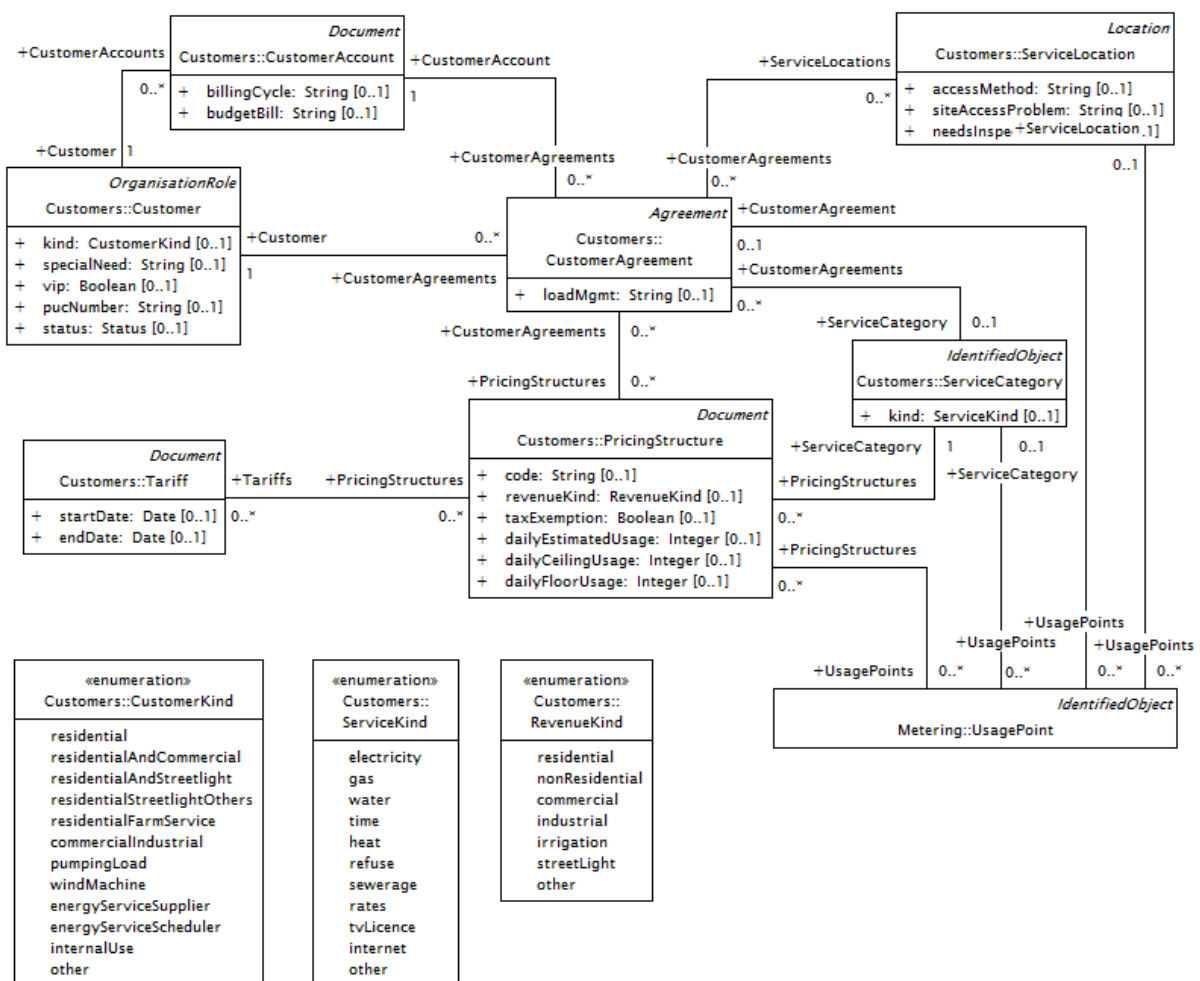 Document
Customers::CustomerAccount
+ billingCycle: String [0..1]
+ budgetBill: String [0..1]
+CustomerAccounts
0..*
+CustomerAccount
1
Location
Customers::ServiceLocation
+ accessMethod: String [0..1]
+ siteAccessProblem: String [0..1]
+ needsInspe
+ServiceLocation
.1]
+ServiceLocations
0..*
0..1
+Customer 1
+CustomerAgreements
0..*
+CustomerAgreements
0..*
OrganisationRole
Customers::Customer
+ kind: CustomerKind [0..1]
+ specialNeed: String [0..1]
+ vip: Boolean [0..1]
+ pucNumber: String [0..1]
+ status: Status [0..1]
+Customer
1
0..*
+CustomerAgreements
Agreement
Customers::
CustomerAgreement
+ loadMgmt: String [0..1]
+CustomerAgreement
0..1
+CustomerAgreements
0..*
+ServiceCategory 0..1
+CustomerAgreements 0..*
+PricingStructures 0..*
IdentifiedObject
Customers::ServiceCategory
+ kind: ServiceKind [0..1]
+ServiceCategory 1
0..1
+ServiceCategory
Document
Customers::PricingStructure
+ code: String [0..1]
+ revenueKind: RevenueKind [0..1]
+ taxExemption: Boolean [0..1]
+ dailyEstimatedUsage: Integer [0..1]
+ dailyCeilingUsage: Integer [0..1]
+ dailyFloorUsage: Integer [0..1]
+PricingStructures
0..*
+PricingStructures
0..*
Document
Customers::Tariff
+ startDate: Date [0..1]
+ endDate: Date [0..1]
+Tariffs
0..*
+PricingStructures
0..*
+UsagePoints
+UsagePoints
+UsagePoints
+UsagePoints
0..*
0..*
0..*
0..*
IdentifiedObject
Metering::UsagePoint
«enumeration»
Customers::CustomerKind
residential
residentialAndCommercial
residentialAndStreetlight
residentialStreetlightOthers
residentialFarmService
commercialIndustrial
pumpingLoad
windMachine
energyServiceSupplier
energyServiceScheduler
internalUse
other
«enumeration»
Customers::
ServiceKind
electricity
gas
water
time
heat
refuse
sewerage
rates
tvLicence
internet
other
«enumeration»
Customers::
RevenueKind
residential
nonResidential
commercial
industrial
irrigation
streetLight
other